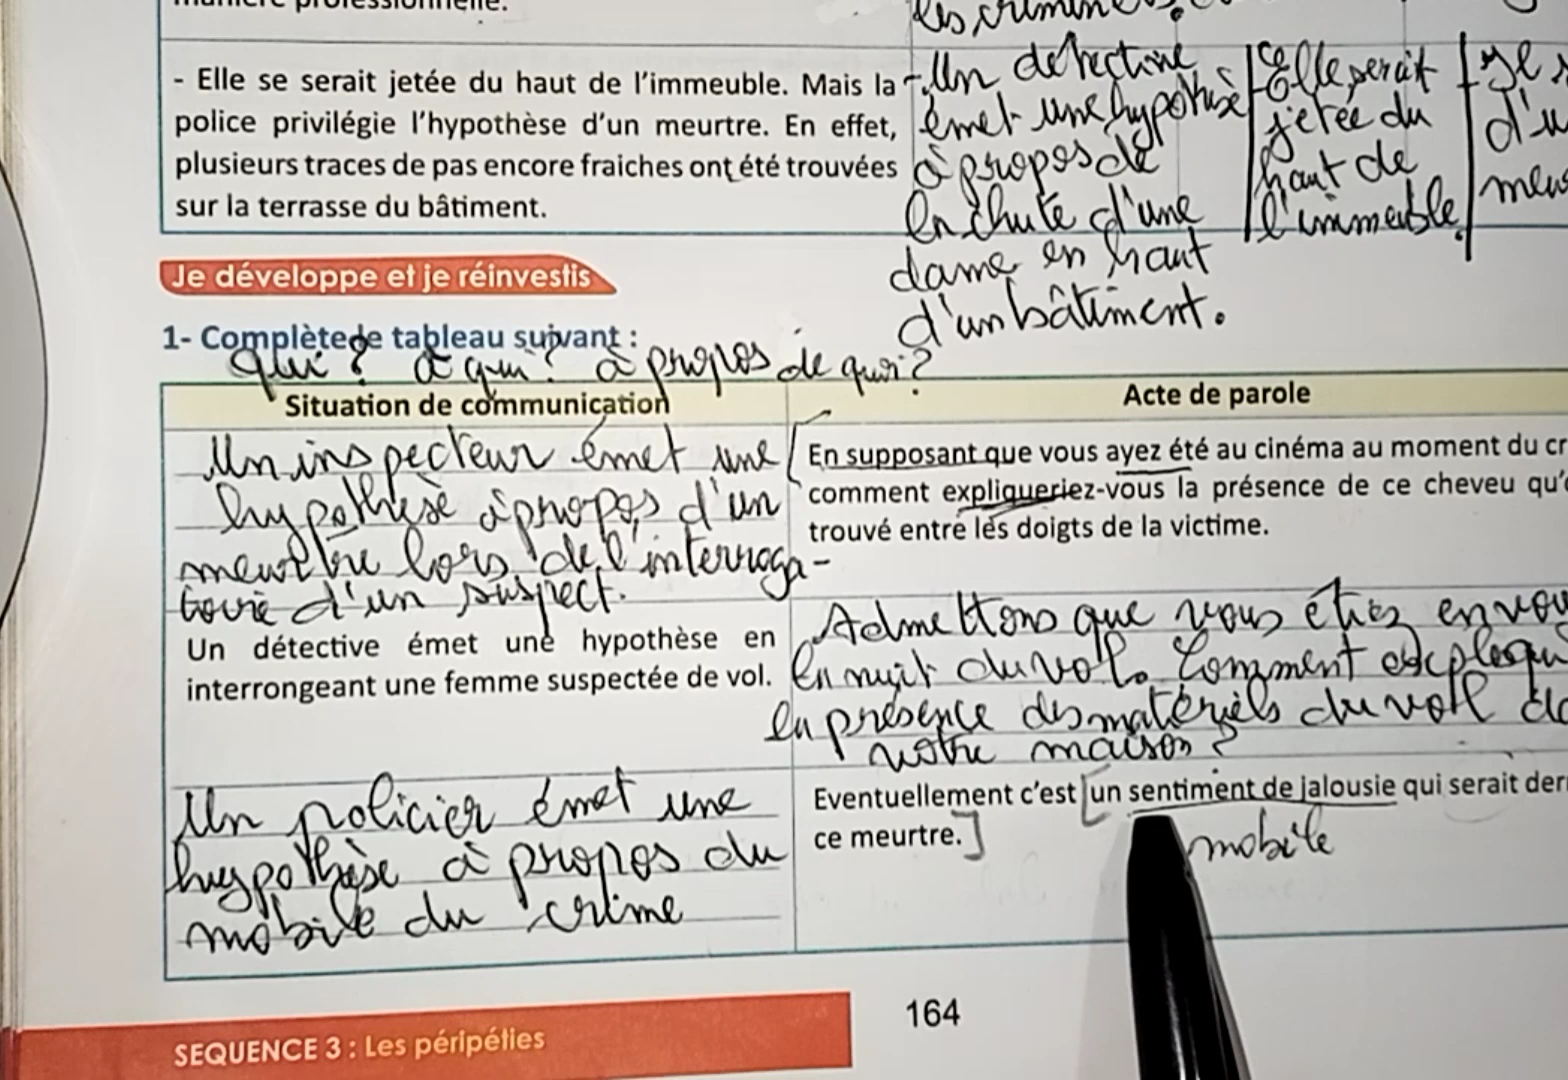 manière professionnelle.
les crimin
- Elle se serait jetée du haut de l'immeuble. Mais la
police privilégie l'hypothèse d'un meurtre. En effet,
plusieurs traces de pas encore fraiches ont été trouvées
sur la terrasse du bâtiment.
- Un détective
émet une hypothèse
à propos de
la chute d'une
dame en haut
d'un bâtiment.
Elle serait
jetée du
haut de
l'immeuble.
d'u
meu
Je développe et je réinvestis
1- Complète le tableau suivant :
qui ? à qui ? à propos de quoi ?
Situation de communication
Acte de parole
Un inspecteur émet une
hypothèse à propos d'un
meurtre lors de l'interroga-
toire d'un suspect.
En supposant que vous ayez été au cinéma au moment du cr
comment expliqueriez-vous la présence de ce cheveu qu'
trouvé entre les doigts de la victime.
Un détective émet une hypothèse en
interrongeant une femme suspectée de vol.
Admettons que vous étiez en voy
la nuit du vol. Comment expliqu
la présence des matériels du vol da
votre maison ?
Un policier émet une
hypothèse à propos du
mobile du crime
Eventuellement c'est [un sentiment de jalousie qui serait derr
ce meurtre.]
mobile
164
SEQUENCE 3 : Les péripéties